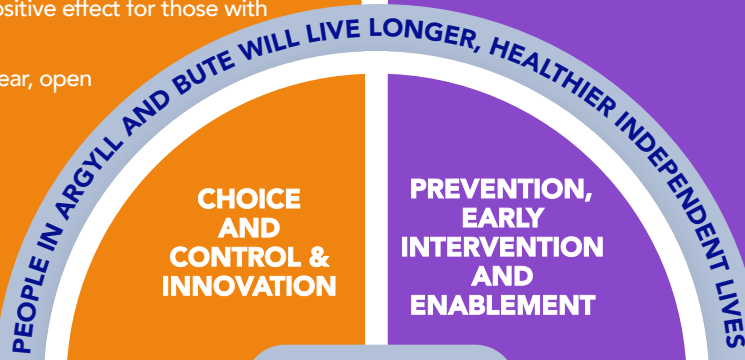 ositive effect for those with
ear, open
PEOPLE IN ARGYLL AND BUTE WILL LIVE LONGER, HEALTHIER INDEPENDENT LIVES
CHOICE
AND
CONTROL &
INNOVATION
PREVENTION,
EARLY
INTERVENTION
AND
ENABLEMENT